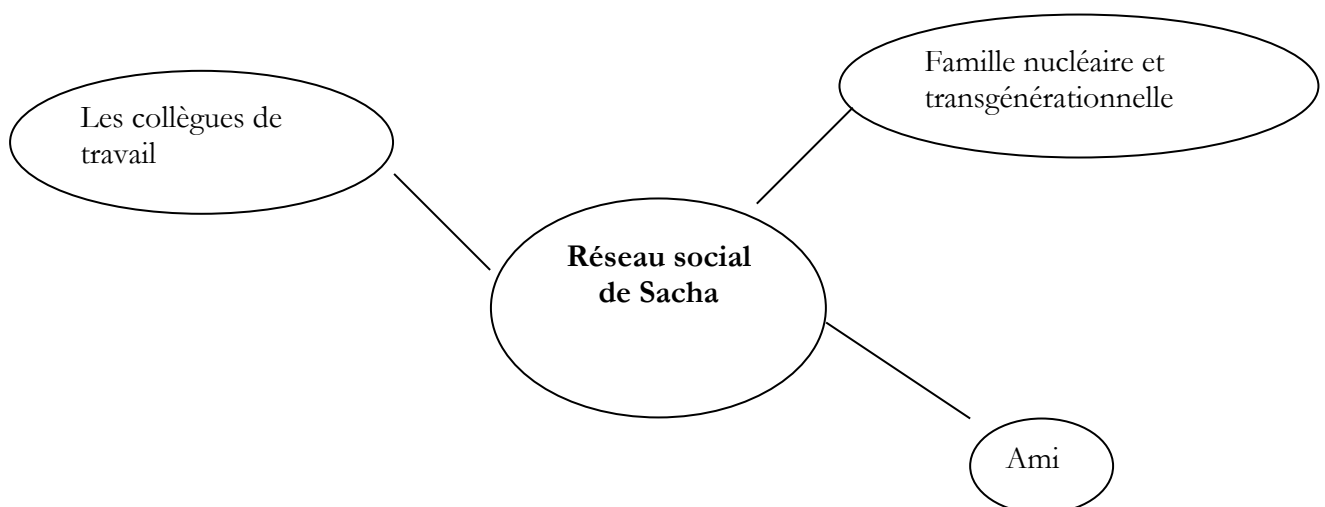 Famille nucléaire et
transgénérationnelle
Les collègues de
travail
Réseau social
de Sacha
Ami